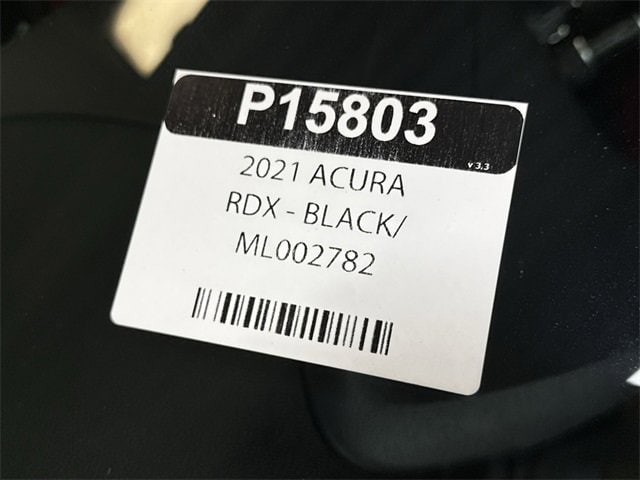 P15803
v 3.3
2021 ACURA
RDX - BLACK/
ML002782